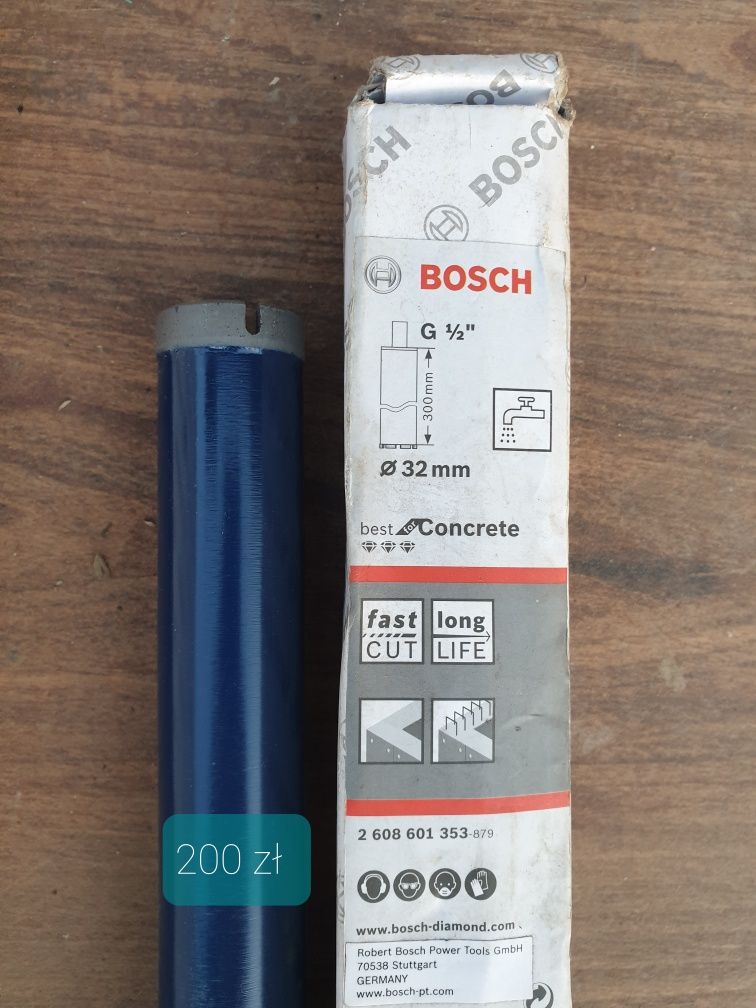 BOSCH
BOSCH
BOSCH
BOSCH
G ½"
300mm
Ø 32 mm
best for Concrete
fast long
CUT LIFE
2 608 601 353-879
200 zł
www.bosch-diamond.com
Robert Bosch Power Tools GmbH
70538 Stuttgart
GERMANY
www.bosch-pt.com